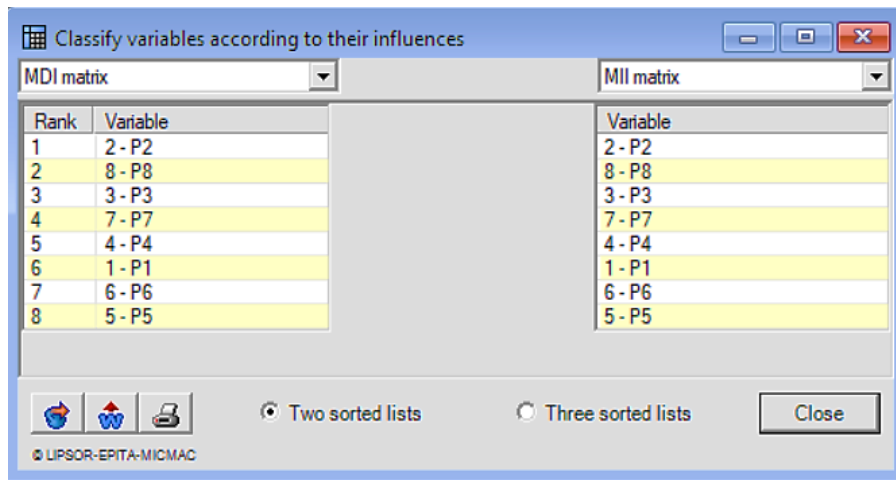 Classify variables according to their influences
MDI matrix MII matrix
Rank Variable Variable
1 2 - P2 2 - P2
2 8 - P8 8 - P8
3 3 - P3 3 - P3
4 7 - P7 7 - P7
5 4 - P4 4 - P4
6 1 - P1 1 - P1
7 6 - P6 6 - P6
8 5 - P5 5 - P5
Two sorted lists Three sorted lists Close
© LIPSOR-EPITA-MICMAC